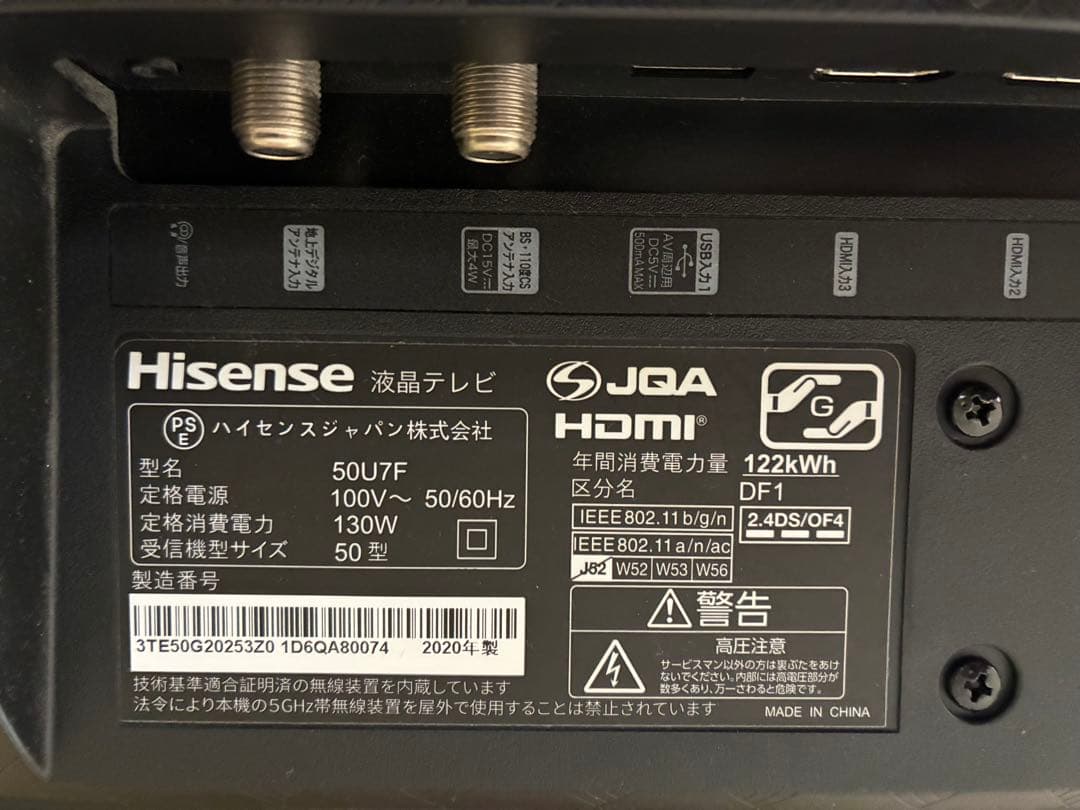 /音声出力
地上デジタル
アンテナ入力
BS・110度CS
アンテナ入力
DC15V⎓
最大4W
USB入力1
AV周辺用
DC5V⎓
500mA MAX
HDMI入力3
HDMI入力2
Hisense 液晶テレビ
PSE ハイセンスジャパン株式会社
型名 50U7F
定格電源 100V～ 50/60Hz
定格消費電力 130W
受信機型サイズ 50型
製造番号
3TE50G20253Z0 1D6QA80074 2020年製
技術基準適合証明済の無線装置を内蔵しています
法令により本機の5GHz帯無線装置を屋外で使用することは禁止されています
JQA
HDMI®
G
年間消費電力量 122kWh
区分名 DF1
IEEE802.11b/g/n 2.4DS/OF4
IEEE802.11a/n/ac
J52 W52 W53 W56
警告
高圧注意
サービスマン以外の方は裏ぶたをあけ
ないでください。内部には高電圧部分が
数多くあり、万一さわると危険です。
MADE IN CHINA